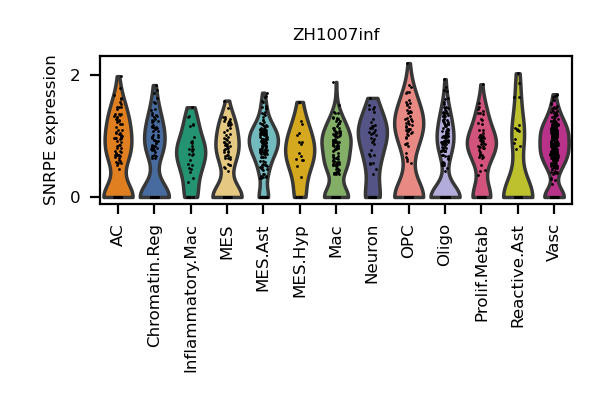 ZH1007inf
SNRPE expression
2
0
AC
Chromatin.Reg
Inflammatory.Mac
MES
MES.Ast
MES.Hyp
Mac
Neuron
OPC
Oligo
Prolif.Metab
Reactive.Ast
Vasc